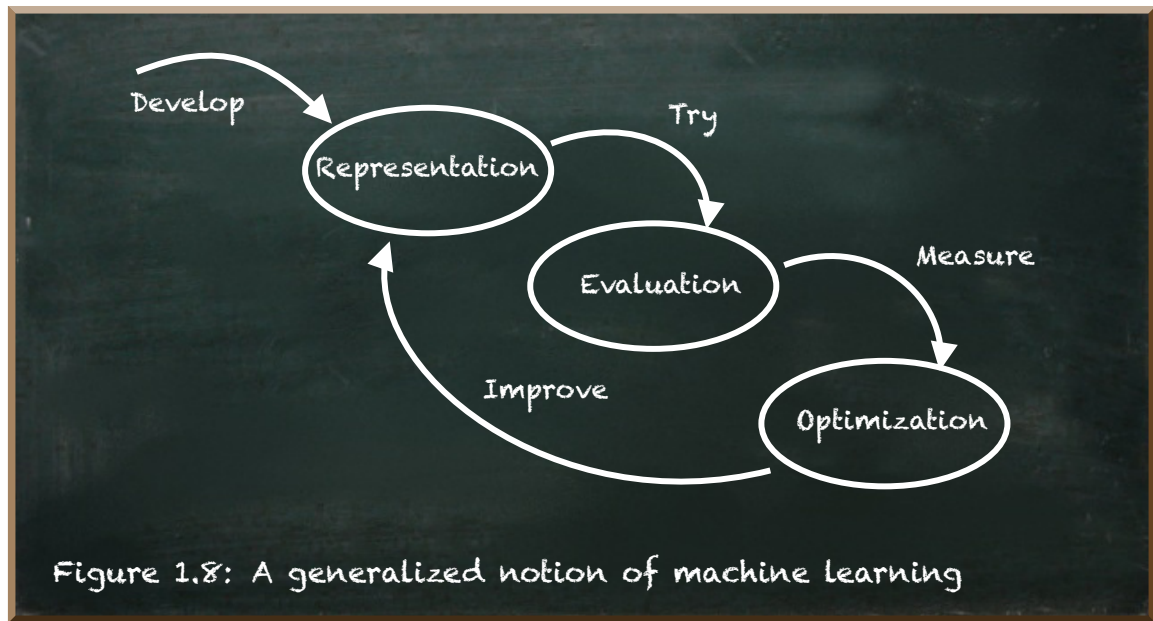 Develop
Try
Representation
Measure
Evaluation
Improve
Optimization
Figure 1.8: A generalized notion of machine learning